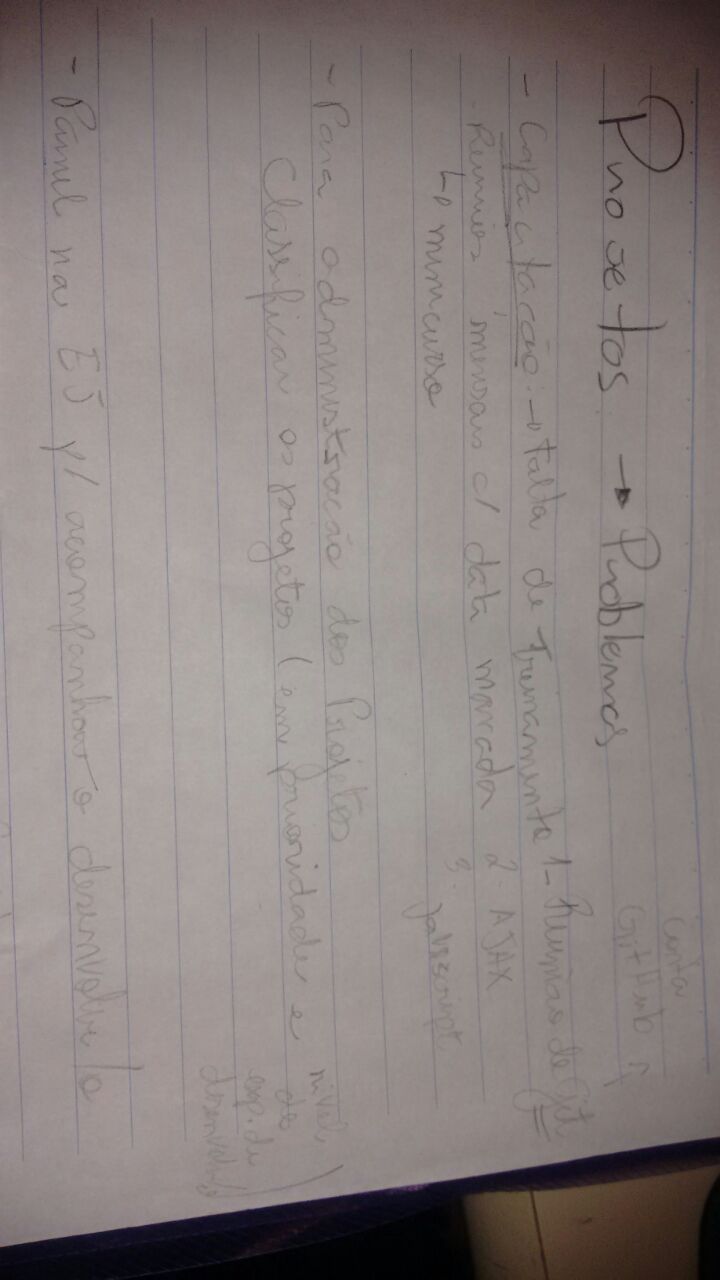 Conta
GitHub
Projetos → Problemas
- Capacitação → falta de Treinamento 1- Reunião de git
Reuniões mensais c/ data marcada 2. AJAX
↳ minicurso 3. javascript
- Para administração dos Projetos
Classificar os projetos (em prioridade e nível
de
exp. de
desenvolv/o)
- Painel na EJ p/ acompanhar o desenvolvi/o